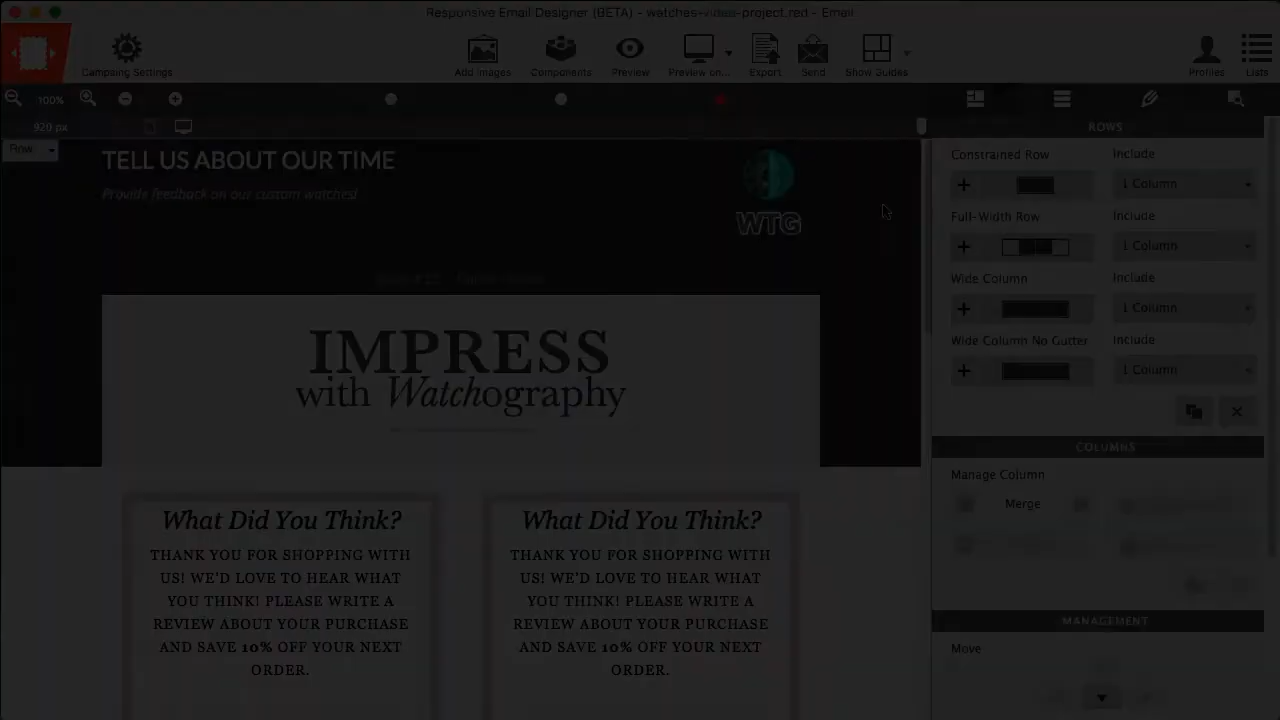 Responsive Email Designer (BETA) - watches-video-project.red - Email
Campaing Settings
Add Images
Components
Preview
Preview on...
Export
Send
Show Guides
Profiles
Lists
100%
920 px
Row
TELL US ABOUT OUR TIME
Provide feedback on our custom watches!
WTG
IMPRESS
with Watchography
What Did You Think?
THANK YOU FOR SHOPPING WITH
US! WE'D LOVE TO HEAR WHAT
YOU THINK! PLEASE WRITE A
REVIEW ABOUT YOUR PURCHASE
AND SAVE 10% OFF YOUR NEXT
ORDER.
What Did You Think?
THANK YOU FOR SHOPPING WITH
US! WE'D LOVE TO HEAR WHAT
YOU THINK! PLEASE WRITE A
REVIEW ABOUT YOUR PURCHASE
AND SAVE 10% OFF YOUR NEXT
ORDER.
ROWS
Constrained Row
Include
1 Column
Full-Width Row
Include
1 Column
Wide Column
Include
1 Column
Wide Column No Gutter
Include
1 Column
COLUMNS
Manage Column
Merge
MANAGEMENT
Move